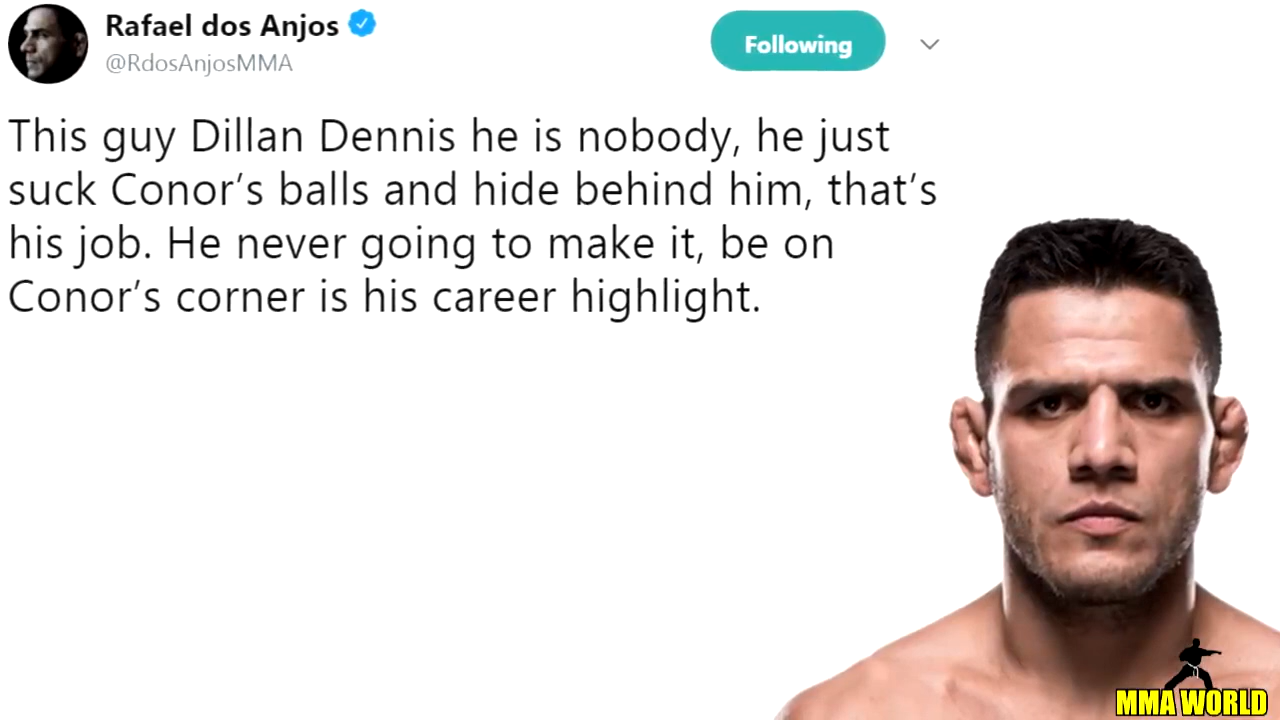 Rafael dos Anjos
@RdosAnjosMMA
Following
This guy Dillan Dennis he is nobody, he just
suck Conor’s balls and hide behind him, that’s
his job. He never going to make it, be on
Conor’s corner is his career highlight.
MMA WORLD